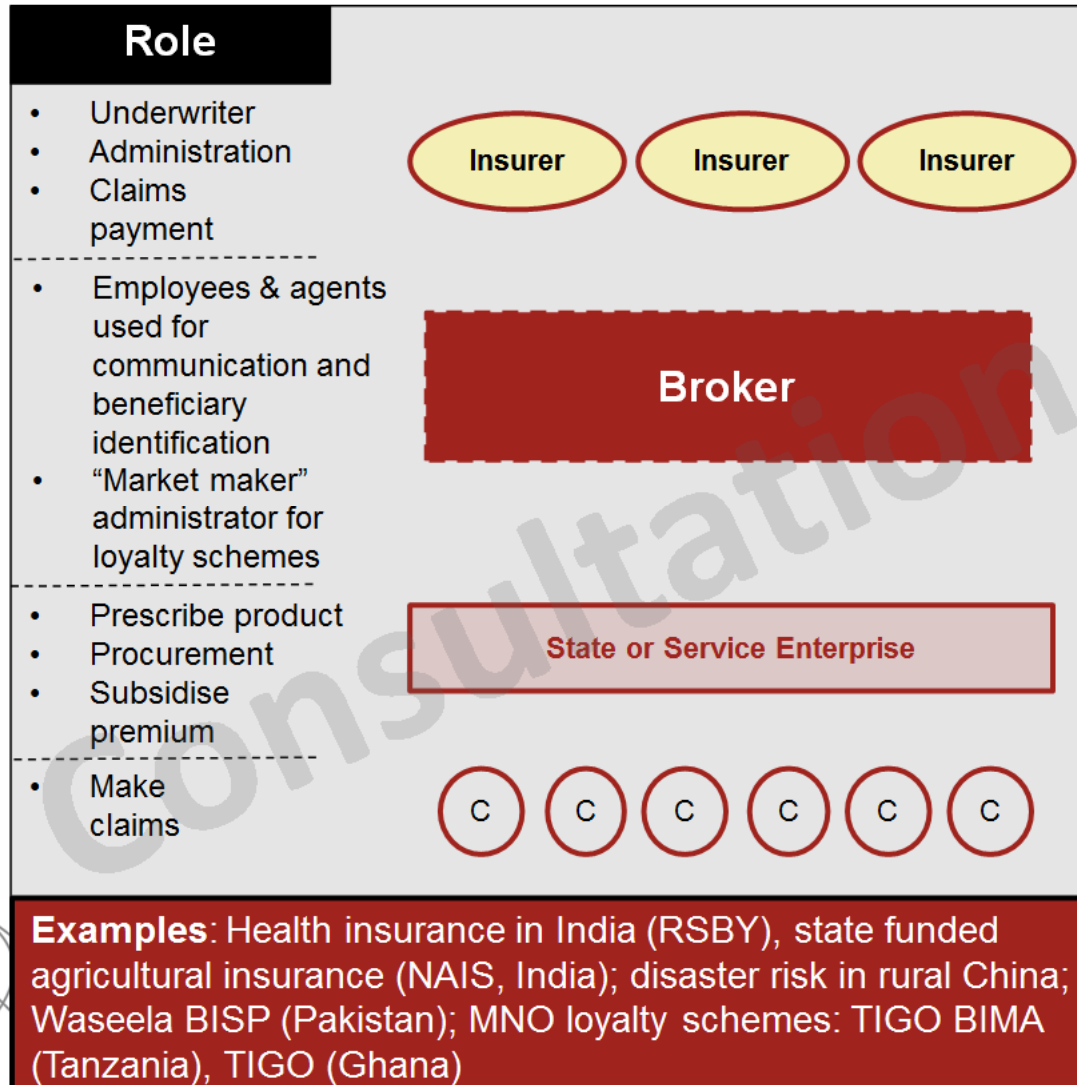 Role
• Underwriter
• Administration
• Claims
payment
Insurer Insurer Insurer
• Employees & agents
used for
communication and
beneficiary
identification
• “Market maker”
administrator for
loyalty schemes
Broker
• Prescribe product
• Procurement
• Subsidise
premium
State or Service Enterprise
• Make
claims
C C C C C C
Consultation
Examples: Health insurance in India (RSBY), state funded
agricultural insurance (NAIS, India); disaster risk in rural China;
Waseela BISP (Pakistan); MNO loyalty schemes: TIGO BIMA
(Tanzania), TIGO (Ghana)